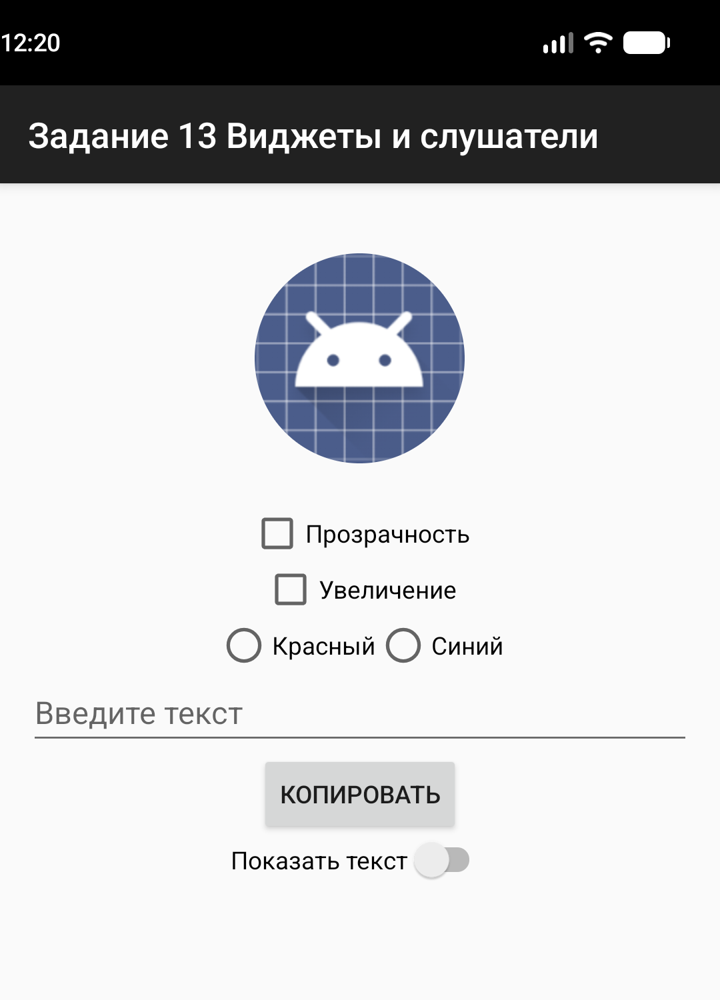 12:20
Задание 13 Виджеты и слушатели
Прозрачность
Увеличение
Красный Синий
Введите текст
КОПИРОВАТЬ
Показать текст